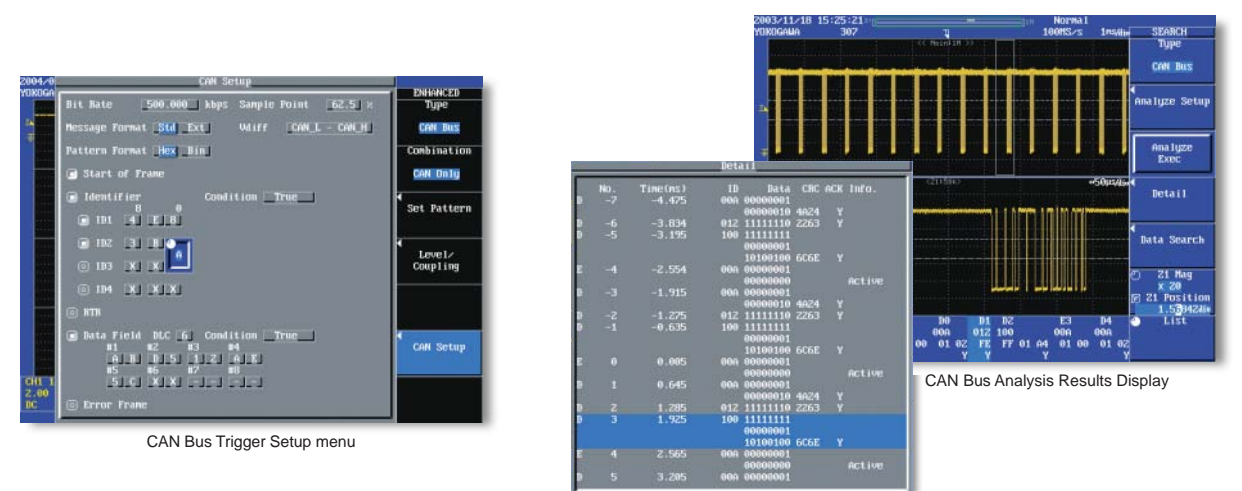 2004/0
CAN Setup
YOKOGA
Bit Rate 500.000 kbps Sample Point 62.5 %
Message Format Std Ext Vdiff CAN_L - CAN_H
Pattern Format Hex Bin
Start of Frame
Identifier Condition True
8 0
ID1 4 E B
ID2 3 B A
ID3 X X
ID4 X X X
RTR
Data Field DLC 6 Condition True
#1 #2 #3 #4
A B D 5 1 2 A E
#5 #6 #7 #8
5 C X X - - - -
Error Frame
CH1 1
2.00
DC
ENHANCED
Type
CAN Bus
Combination
CAN Only
Set Pattern
Level/
Coupling
CAN Setup
CAN Bus Trigger Setup menu
Detail
No. Time(ms) ID Data CRC ACK Info.
D -7 -4.475 00A 00000001
00000010 4A24 Y
D -6 -3.834 012 11111110 2263 Y
D -5 -3.195 100 11111111
00000001
10100100 6C6E Y
E -4 -2.554 00A 00000001
00000000 Active
D -3 -1.915 00A 00000001
00000010 4A24 Y
D -2 -1.275 012 11111110 2263 Y
D -1 -0.635 100 11111111
00000001
10100100 6C6E Y
E 0 0.005 00A 00000001
00000000 Active
D 1 0.645 00A 00000001
00000010 4A24 Y
D 2 1.285 012 11111110 2263 Y
D 3 1.925 100 11111111
00000001
10100100 6C6E Y
E 4 2.565 00A 00000001
00000000 Active
D 5 3.205 00A 00000001
2003/11/18 15:25:21
Normal
YOKOGAWA 307 100MS/s 1ms/div
<< Main:1M >>
50us/div
D0 D1 D2 E3 D4
00A 012 100 00A 00A
00 01 02 FE FF 01 A4 01 00 01 02
Y Y Y Y
SEARCH
Type
CAN Bus
Analyze Setup
Analyze
Exec
Detail
Data Search
Z1 Mag
x 20
Z1 Position
List
CAN Bus Analysis Results Display